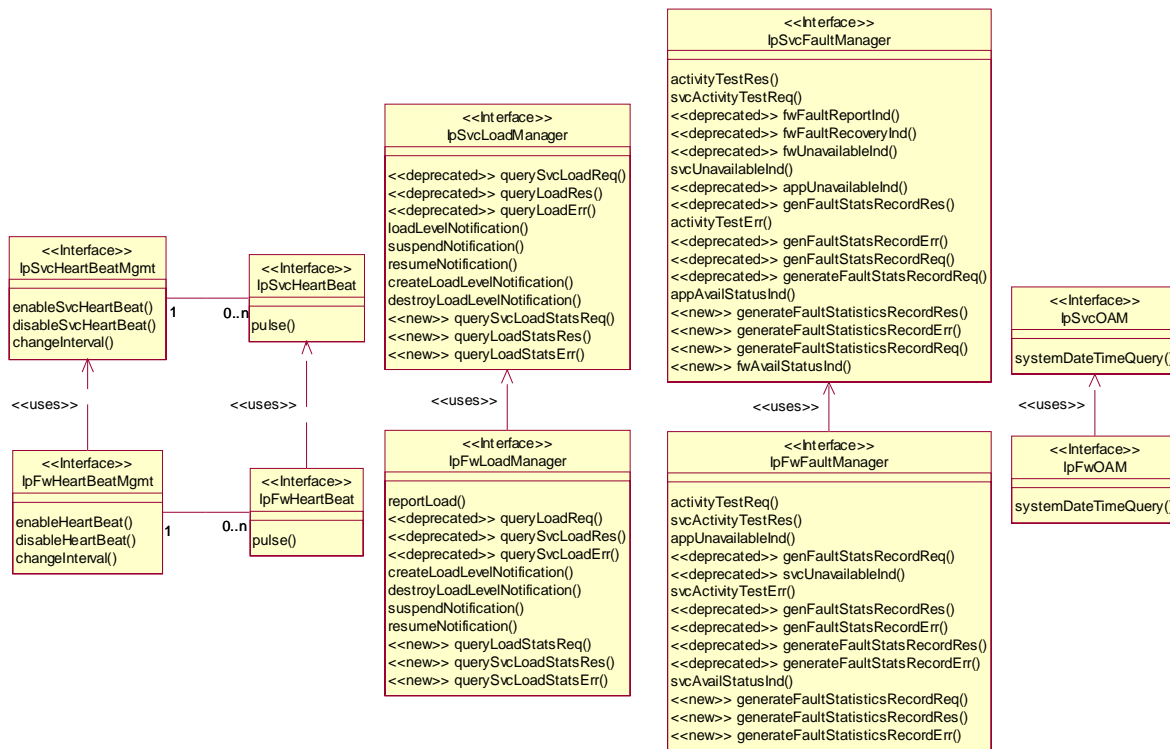 <<Interface>>
IpSvcHeartBeatMgmt
enableSvcHeartBeat()
disableSvcHeartBeat()
changeInterval()
1
0..n
<<Interface>>
IpSvcHeartBeat
pulse()
<<Interface>>
IpSvcLoadManager
<<deprecated>> querySvcLoadReq()
<<deprecated>> queryLoadRes()
<<deprecated>> queryLoadErr()
loadLevelNotification()
suspendNotification()
resumeNotification()
createLoadLevelNotification()
destroyLoadLevelNotification()
<<new>> querySvcLoadStatsReq()
<<new>> queryLoadStatsRes()
<<new>> queryLoadStatsErr()
<<Interface>>
IpSvcFaultManager
activityTestRes()
svcActivityTestReq()
<<deprecated>> fwFaultReportInd()
<<deprecated>> fwFaultRecoveryInd()
<<deprecated>> fwUnavailableInd()
svcUnavailableInd()
<<deprecated>> appUnavailableInd()
<<deprecated>> genFaultStatsRecordRes()
activityTestErr()
<<deprecated>> genFaultStatsRecordErr()
<<deprecated>> genFaultStatsRecordReq()
<<deprecated>> generateFaultStatsRecordReq()
appAvailStatusInd()
<<new>> generateFaultStatisticsRecordRes()
<<new>> generateFaultStatisticsRecordErr()
<<new>> generateFaultStatisticsRecordReq()
<<new>> fwAvailStatusInd()
<<Interface>>
IpSvcOAM
systemDateTimeQuery()
<<uses>>
<<uses>>
<<uses>>
<<uses>>
<<uses>>
<<Interface>>
IpFwHeartBeatMgmt
enableHeartBeat()
disableHeartBeat()
changeInterval()
1
0..n
<<Interface>>
IpFwHeartBeat
pulse()
<<Interface>>
IpFwLoadManager
reportLoad()
<<deprecated>> queryLoadReq()
<<deprecated>> querySvcLoadRes()
<<deprecated>> querySvcLoadErr()
createLoadLevelNotification()
destroyLoadLevelNotification()
suspendNotification()
resumeNotification()
<<new>> queryLoadStatsReq()
<<new>> querySvcLoadStatsRes()
<<new>> querySvcLoadStatsErr()
<<Interface>>
IpFwFaultManager
activityTestReq()
svcActivityTestRes()
appUnavailableInd()
<<deprecated>> genFaultStatsRecordReq()
<<deprecated>> svcUnavailableInd()
svcActivityTestErr()
<<deprecated>> genFaultStatsRecordRes()
<<deprecated>> genFaultStatsRecordErr()
<<deprecated>> generateFaultStatsRecordRes()
<<deprecated>> generateFaultStatsRecordErr()
svcAvailStatusInd()
<<new>> generateFaultStatisticsRecordReq()
<<new>> generateFaultStatisticsRecordRes()
<<new>> generateFaultStatisticsRecordErr()
<<Interface>>
IpFwOAM
systemDateTimeQuery()